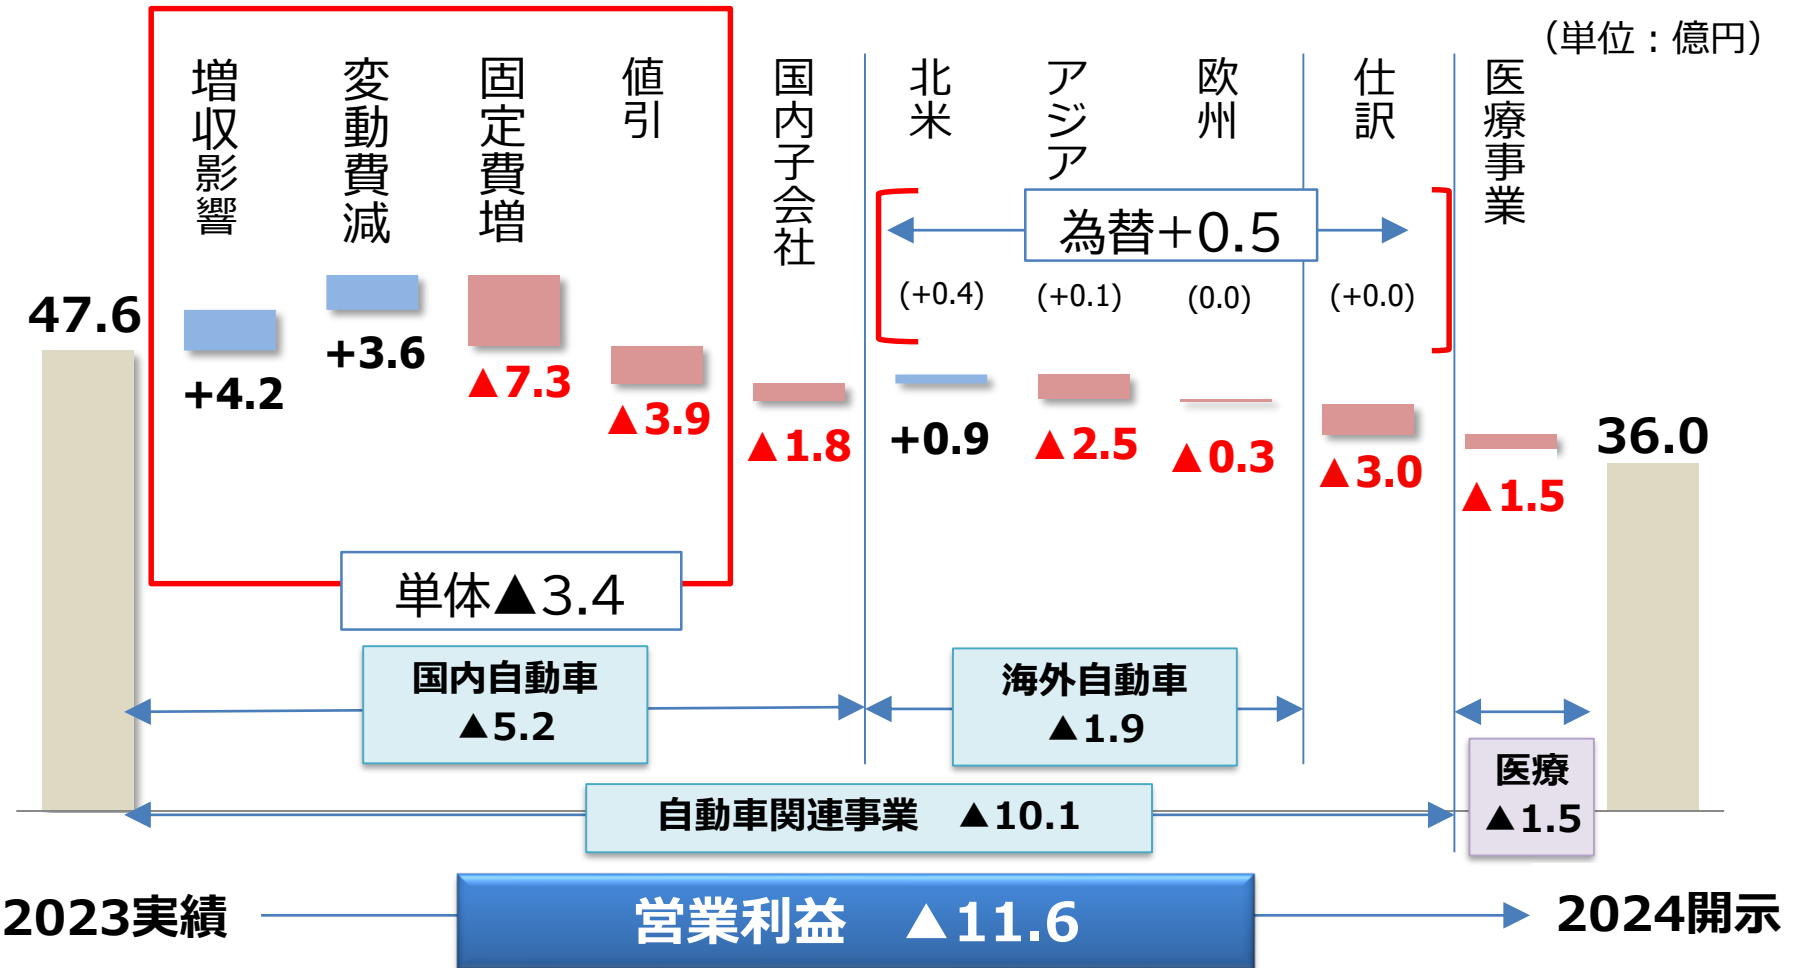 （単位：億円）
増収影響
変動費減
固定費増
値引
国内子会社
北米
アジア
欧州
仕訳
医療事業
為替+0.5
(+0.4)
(+0.1)
(0.0)
(+0.0)
47.6
+4.2
+3.6
▲7.3
▲3.9
▲1.8
+0.9
▲2.5
▲0.3
▲3.0
▲1.5
36.0
単体▲3.4
国内自動車
▲5.2
海外自動車
▲1.9
医療
▲1.5
自動車関連事業　▲10.1
2023実績
営業利益　▲11.6
2024開示